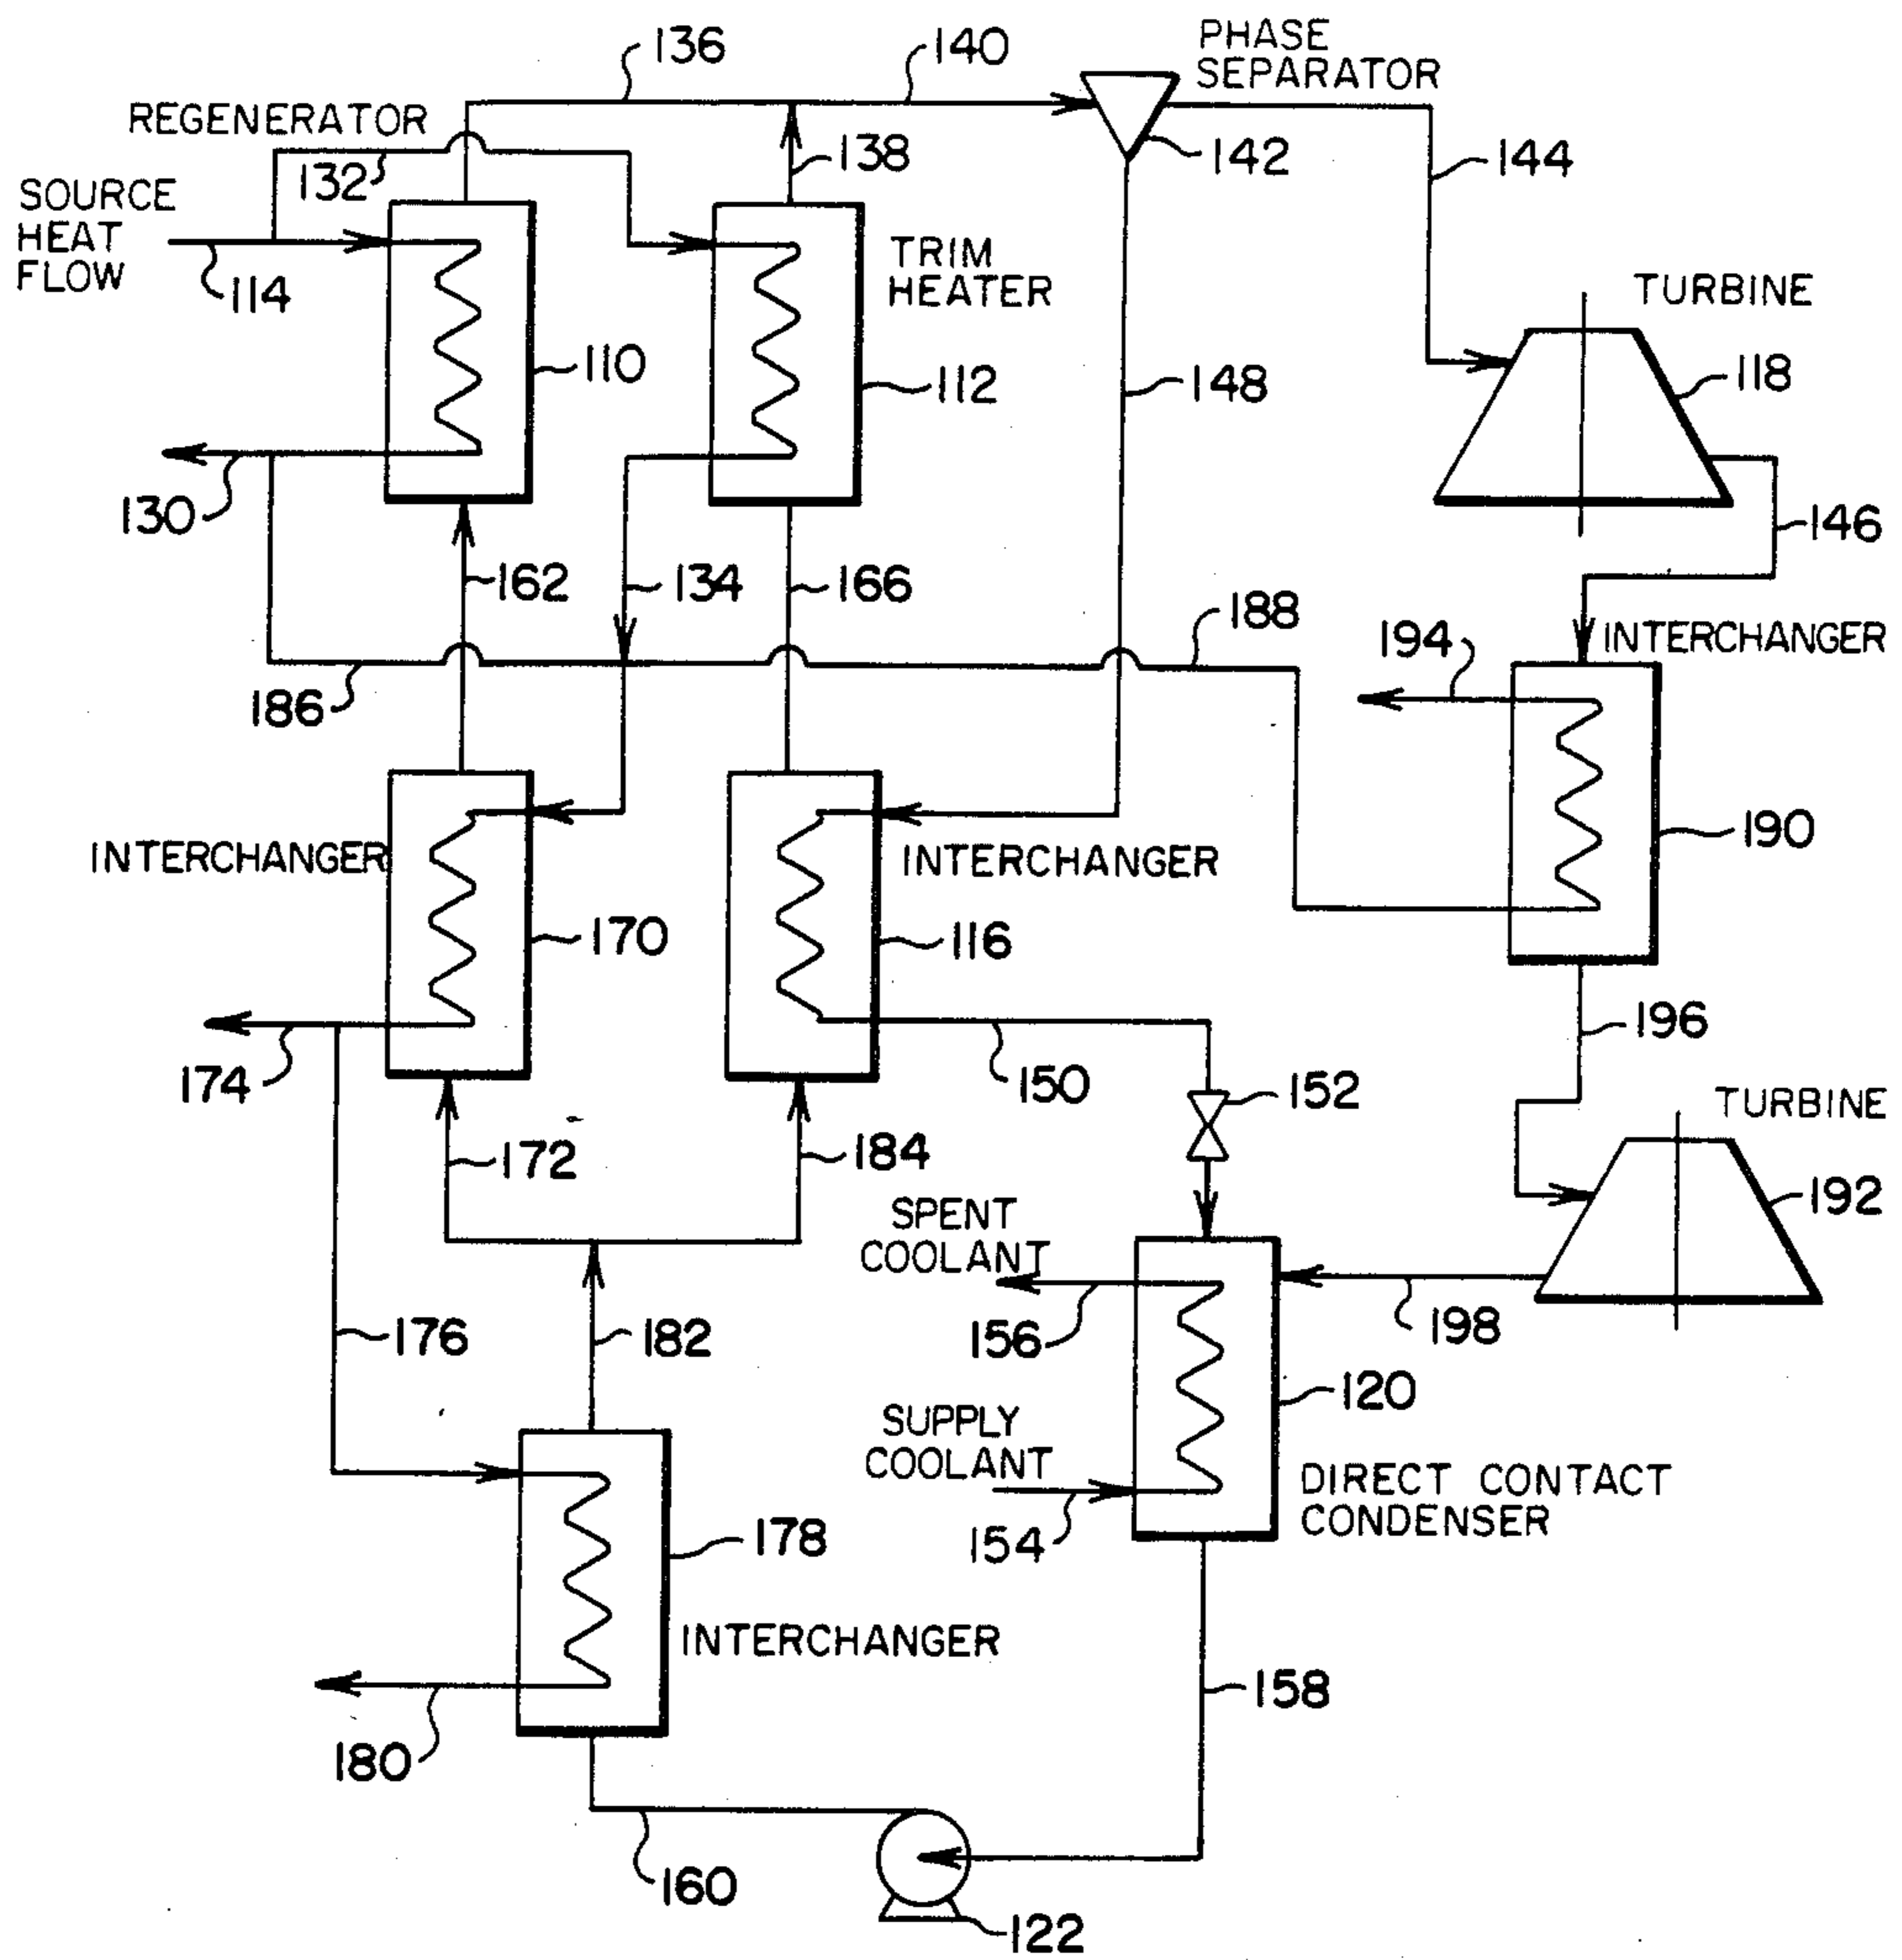 136
140
PHASE
SEPARATOR
REGENERATOR
132
138
142
144
SOURCE
HEAT
FLOW
114
TRIM
HEATER
TURBINE
110
112
148
118
130
146
162
134
166
188
194
INTERCHANGER
186
190
INTERCHANGER
INTERCHANGER
170
116
196
174
150
152
TURBINE
172
184
192
SPENT
COOLANT
176
182
156
198
120
SUPPLY
COOLANT
DIRECT CONTACT
CONDENSER
154
178
INTERCHANGER
158
180
160
122